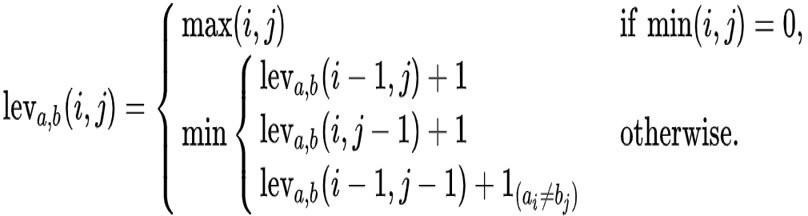 lev_{a,b}(i,j) = { max(i,j) if min(i,j) = 0,
min { lev_{a,b}(i − 1,j) + 1
lev_{a,b}(i,j − 1) + 1 otherwise.
lev_{a,b}(i − 1,j − 1) + 1_{(a_i≠b_j)}